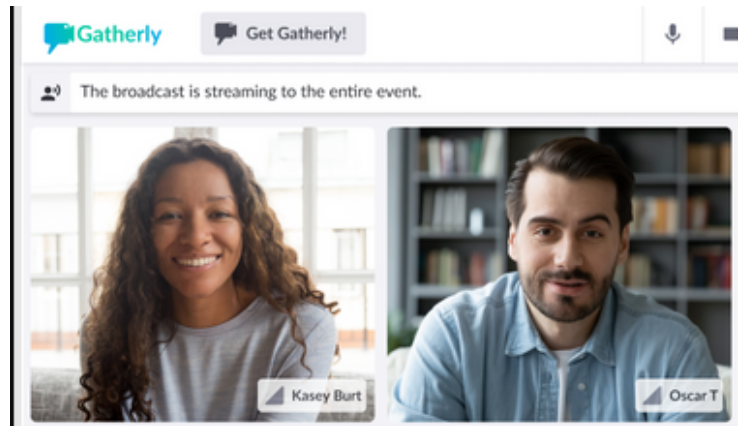 Gatherly
Get Gatherly!
The broadcast is streaming to the entire event.
Kasey Burt
Oscar T